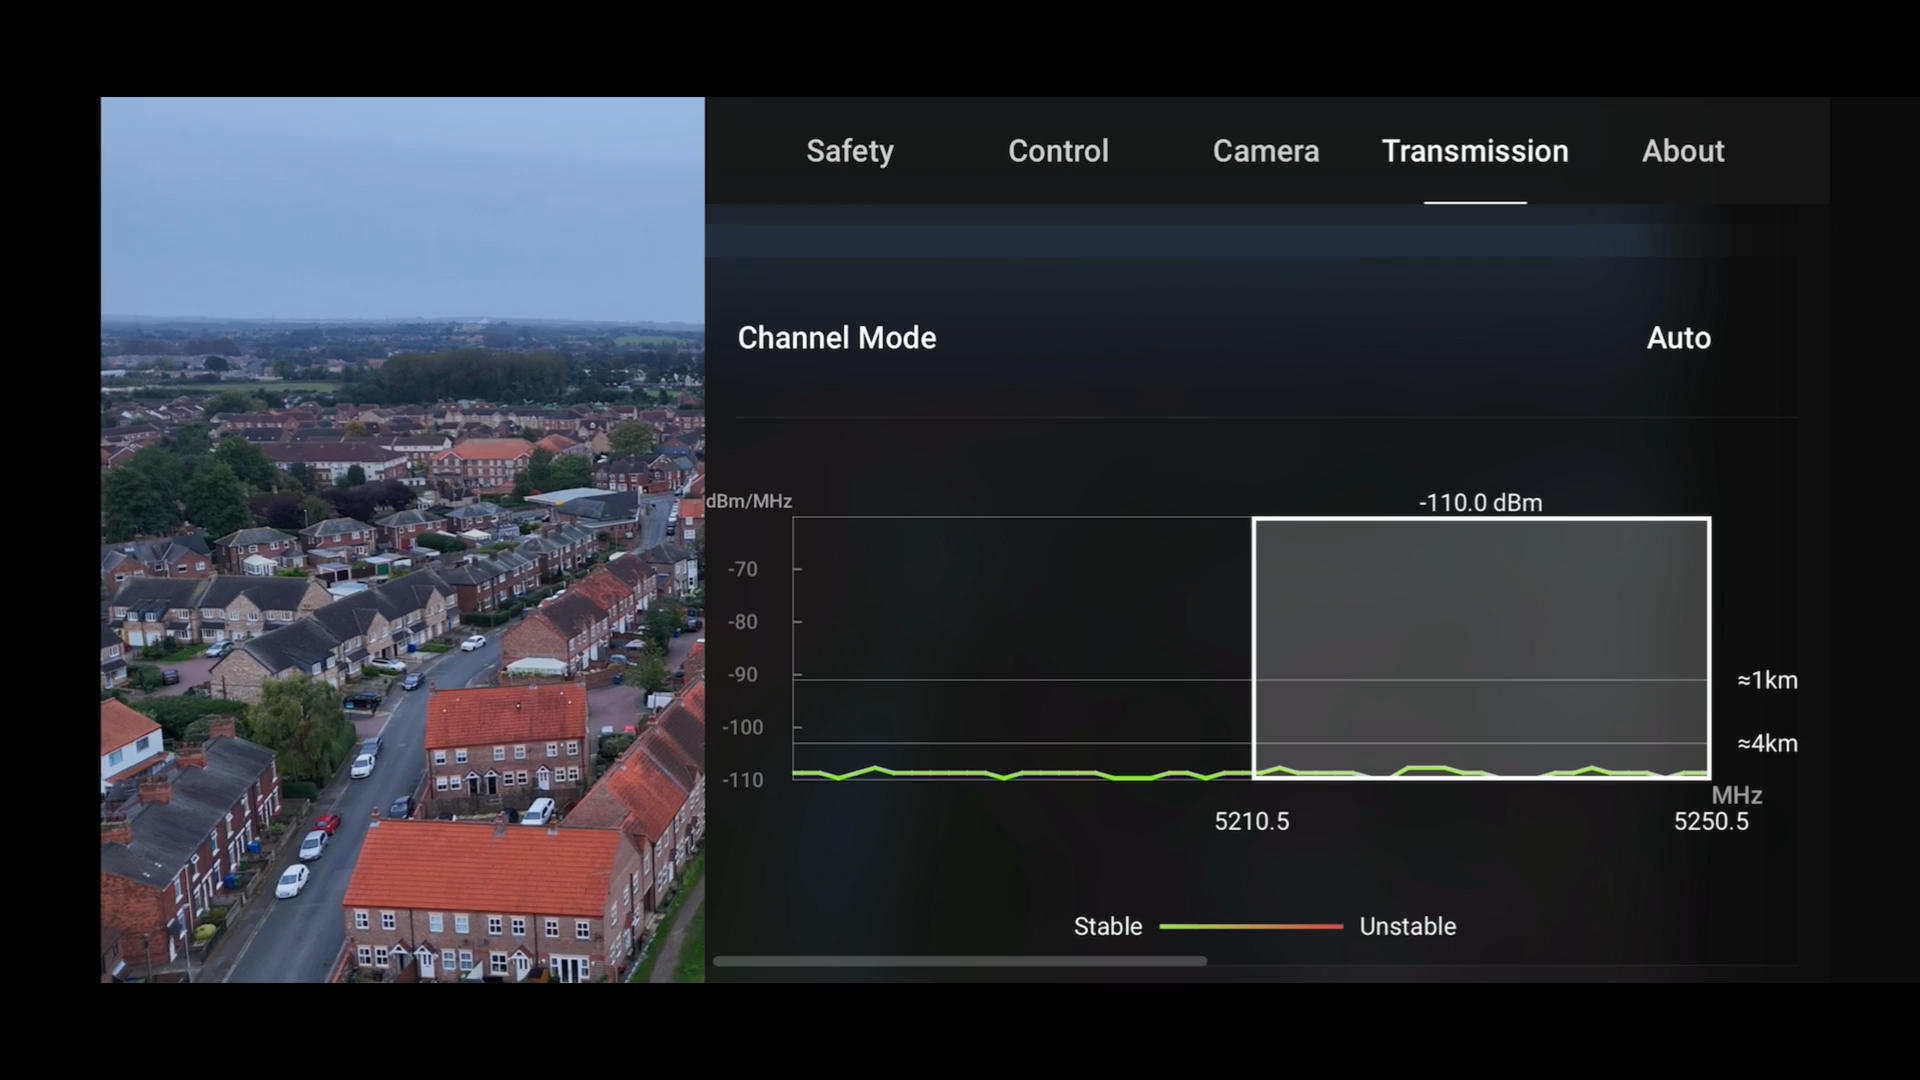 Safety Control Camera Transmission About
Channel Mode Auto
dBm/MHz -110.0 dBm
-70
-80
-90 ≈1km
-100 ≈4km
-110
MHz
5210.5 5250.5
Stable Unstable